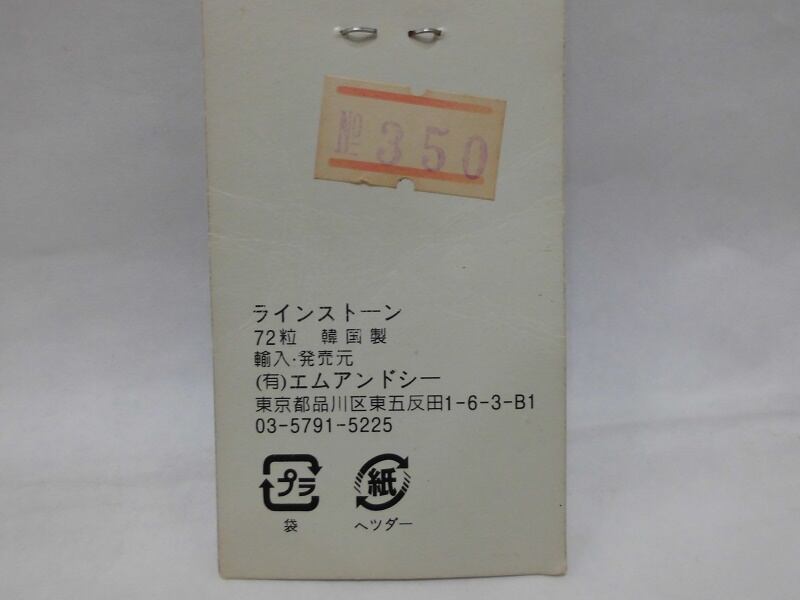 № 350
ラインストーン
72粒 韓国製
輸入・発売元
(有)エムアンドシー
東京都品川区東五反田1-6-3-B1
03-5791-5225
プラ 紙
袋 ヘッダー